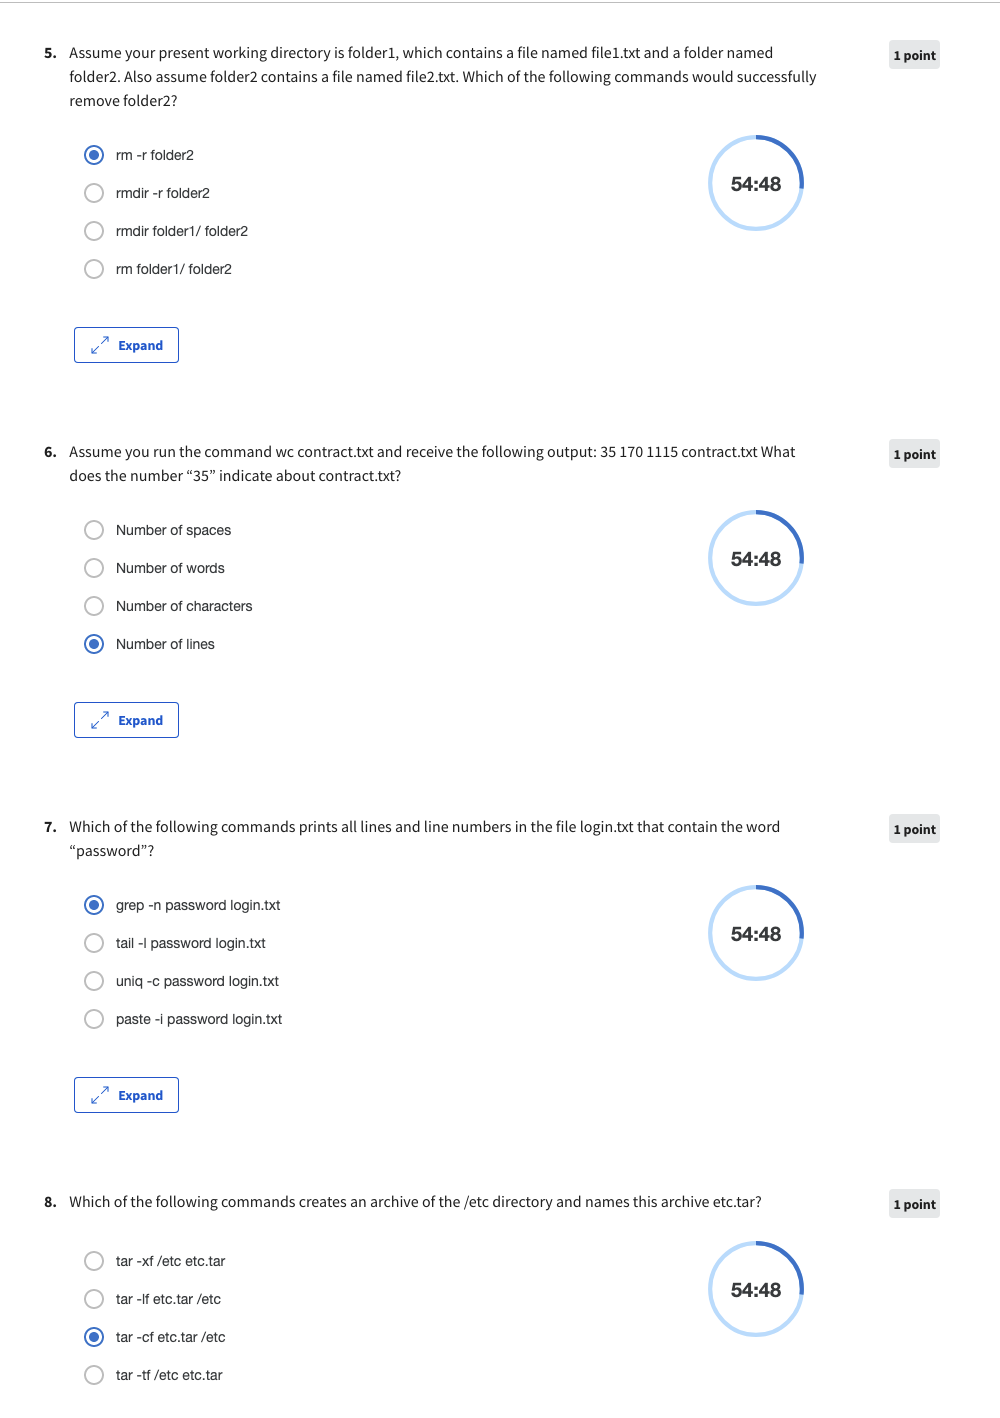 5. Assume your present working directory is folder1, which contains a file named file1.txt and a folder named
folder2. Also assume folder2 contains a file named file2.txt. Which of the following commands would successfully
remove folder2?
1 point
rm -r folder2
rmdir -r folder2
rmdir folder1/ folder2
rm folder1/ folder2
54:48
Expand
6. Assume you run the command wc contract.txt and receive the following output: 35 170 1115 contract.txt What
does the number “35” indicate about contract.txt?
1 point
Number of spaces
Number of words
Number of characters
Number of lines
54:48
Expand
7. Which of the following commands prints all lines and line numbers in the file login.txt that contain the word
“password”?
1 point
grep -n password login.txt
tail -l password login.txt
uniq -c password login.txt
paste -i password login.txt
54:48
Expand
8. Which of the following commands creates an archive of the /etc directory and names this archive etc.tar?
1 point
tar -xf /etc etc.tar
tar -lf etc.tar /etc
tar -cf etc.tar /etc
tar -tf /etc etc.tar
54:48